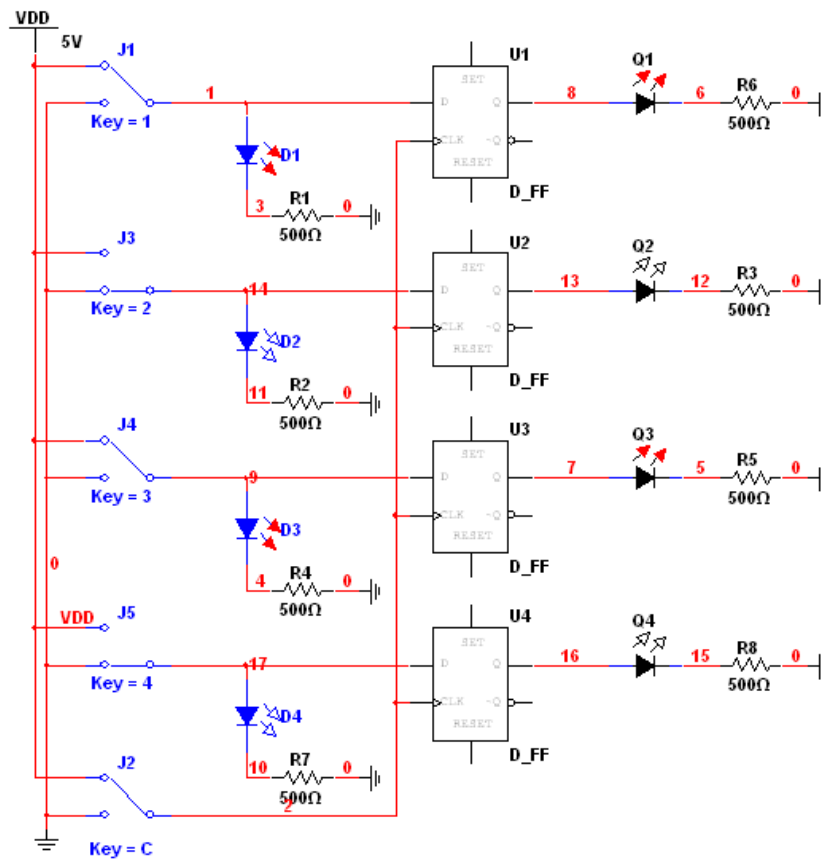 VDD
5V
J1
Key = 1
1
D1
3
R1
0
500Ω
U1
SET
D
Q
CLK
~Q
RESET
D_FF
8
Q1
6
R6
0
500Ω
J3
Key = 2
14
D2
11
R2
0
500Ω
U2
SET
D
Q
CLK
~Q
RESET
D_FF
13
Q2
12
R3
0
500Ω
J4
Key = 3
9
D3
4
R4
0
500Ω
U3
SET
D
Q
CLK
~Q
RESET
D_FF
7
Q3
5
R5
0
500Ω
0
VDD
J5
Key = 4
17
D4
10
R7
0
500Ω
U4
SET
D
Q
CLK
~Q
RESET
D_FF
16
Q4
15
R8
0
500Ω
J2
2
Key = C